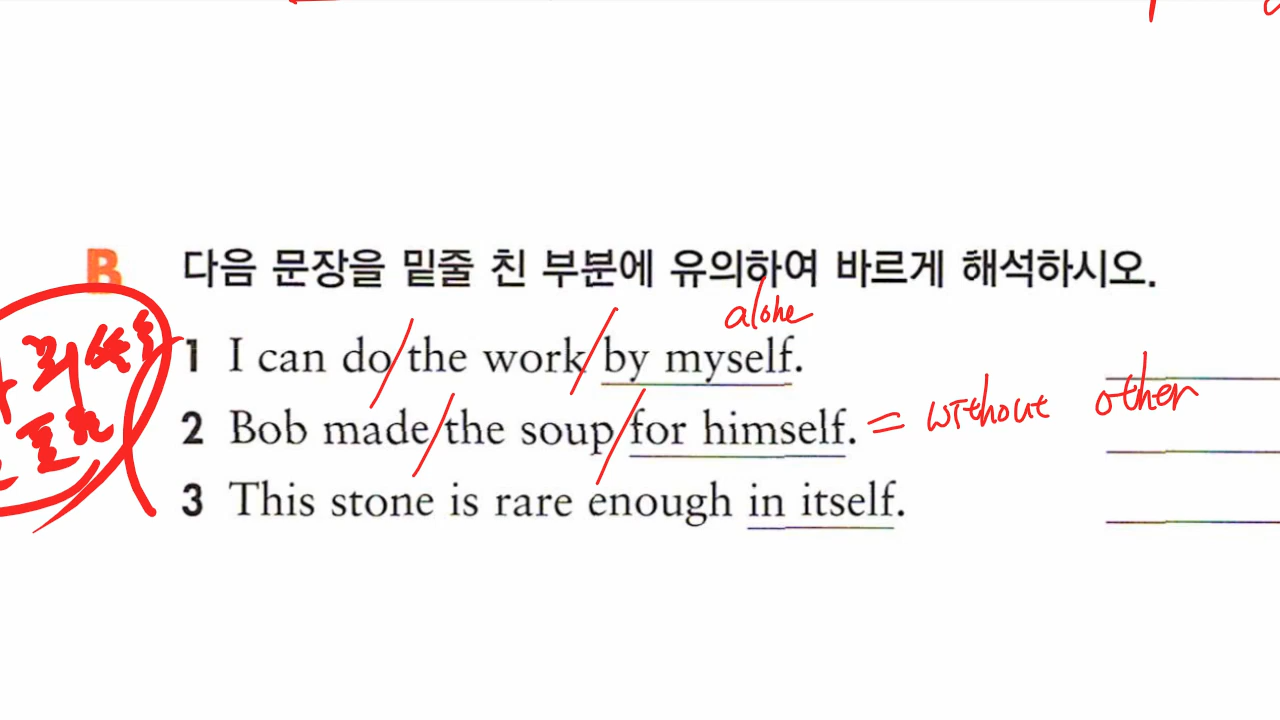 B 다음 문장을 밑줄 친 부분에 유의하여 바르게 해석하시오.
alone
1 I can do/the work/by myself.
2 Bob made/the soup/for himself. = without other
3 This stone is rare enough in itself.